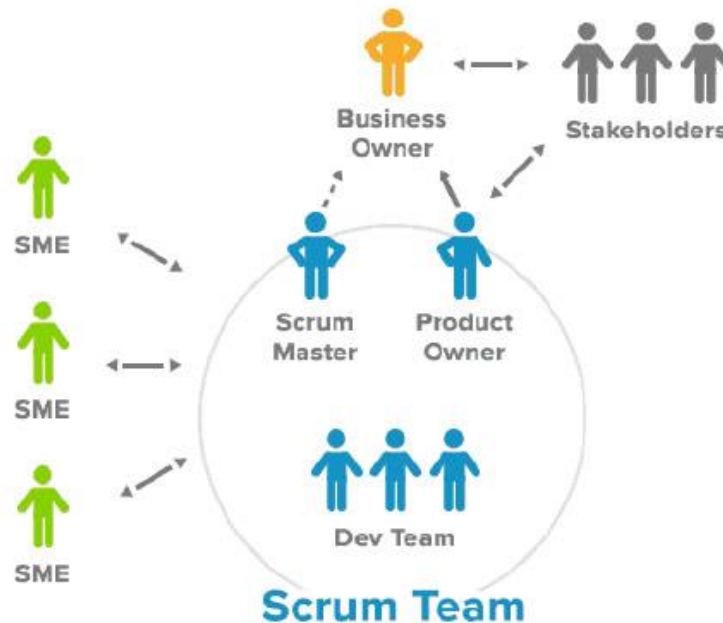 Business
Owner
Stakeholders
SME
Scrum
Master
Product
Owner
SME
Dev Team
SME
Scrum Team